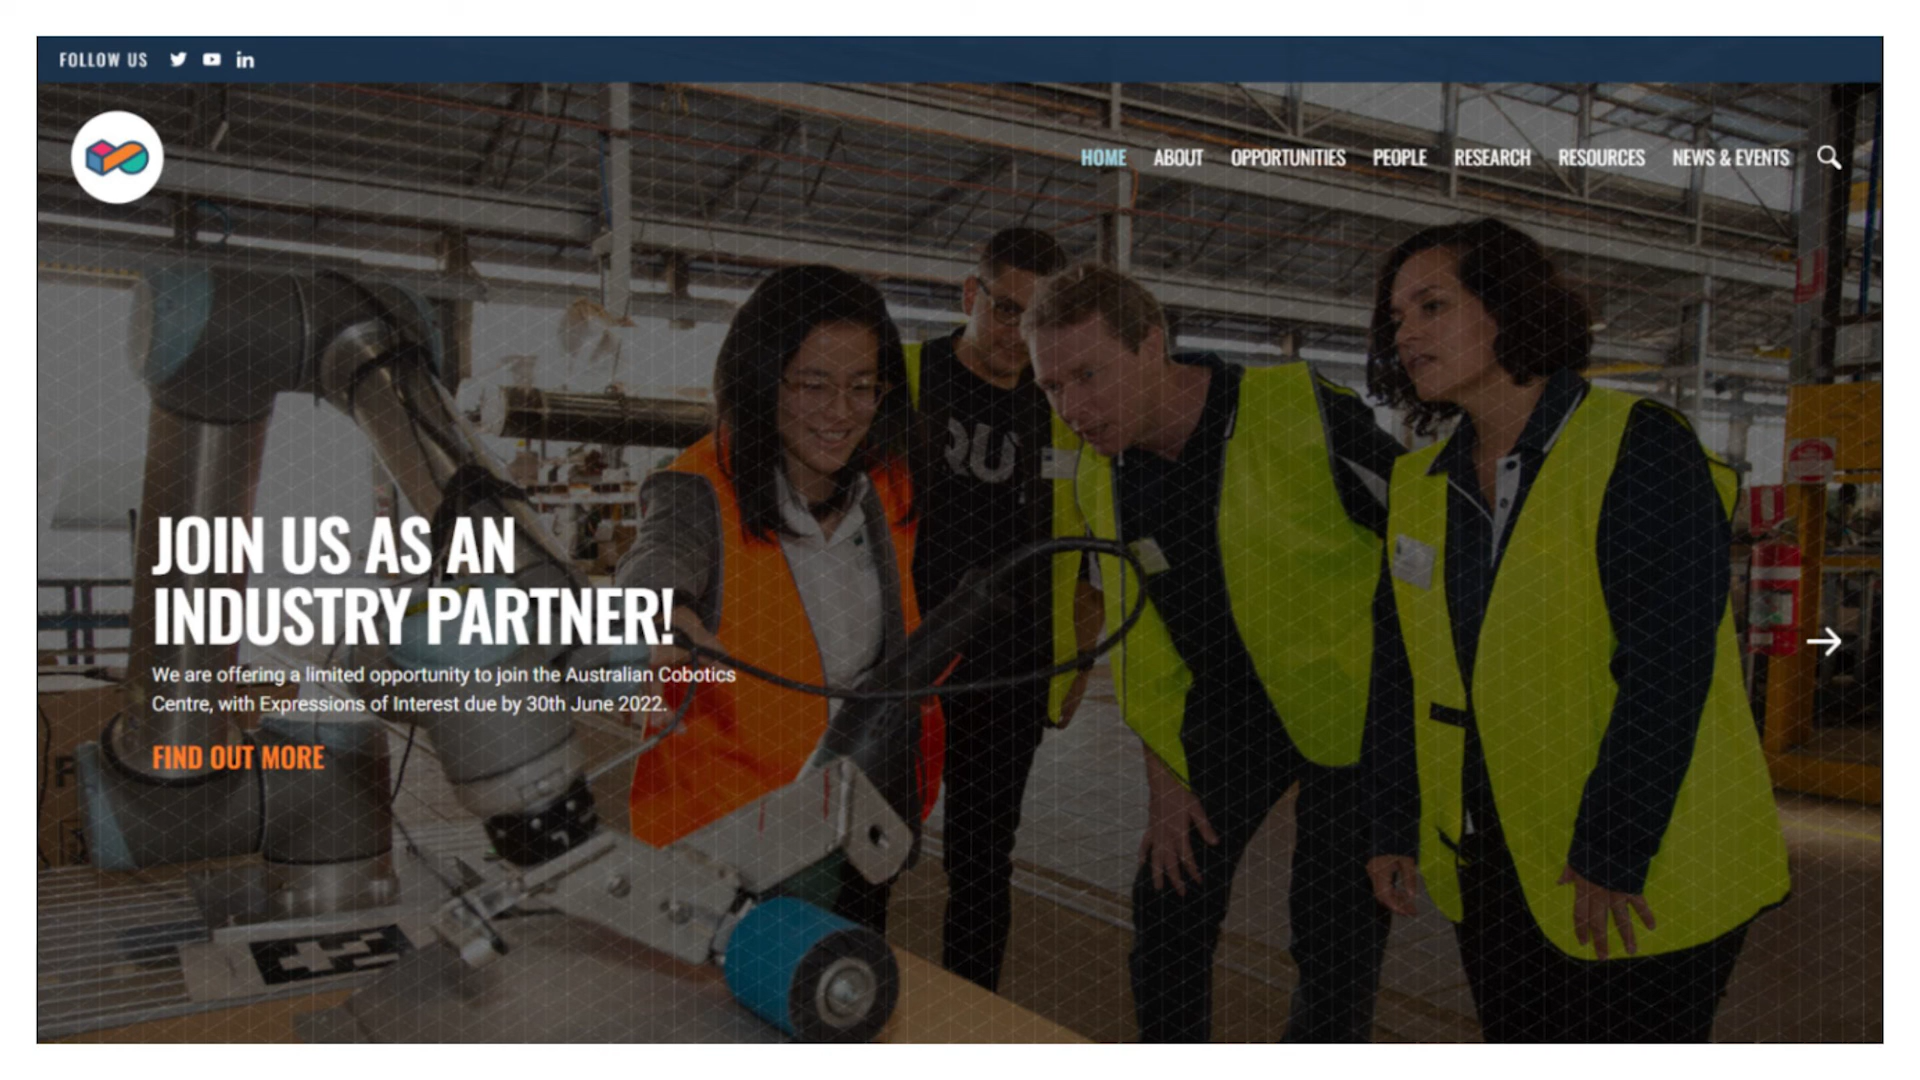 FOLLOW US
HOME ABOUT OPPORTUNITIES PEOPLE RESEARCH RESOURCES NEWS & EVENTS
JOIN US AS AN
INDUSTRY PARTNER!
We are offering a limited opportunity to join the Australian Cobotics
Centre, with Expressions of Interest due by 30th June 2022.
FIND OUT MORE